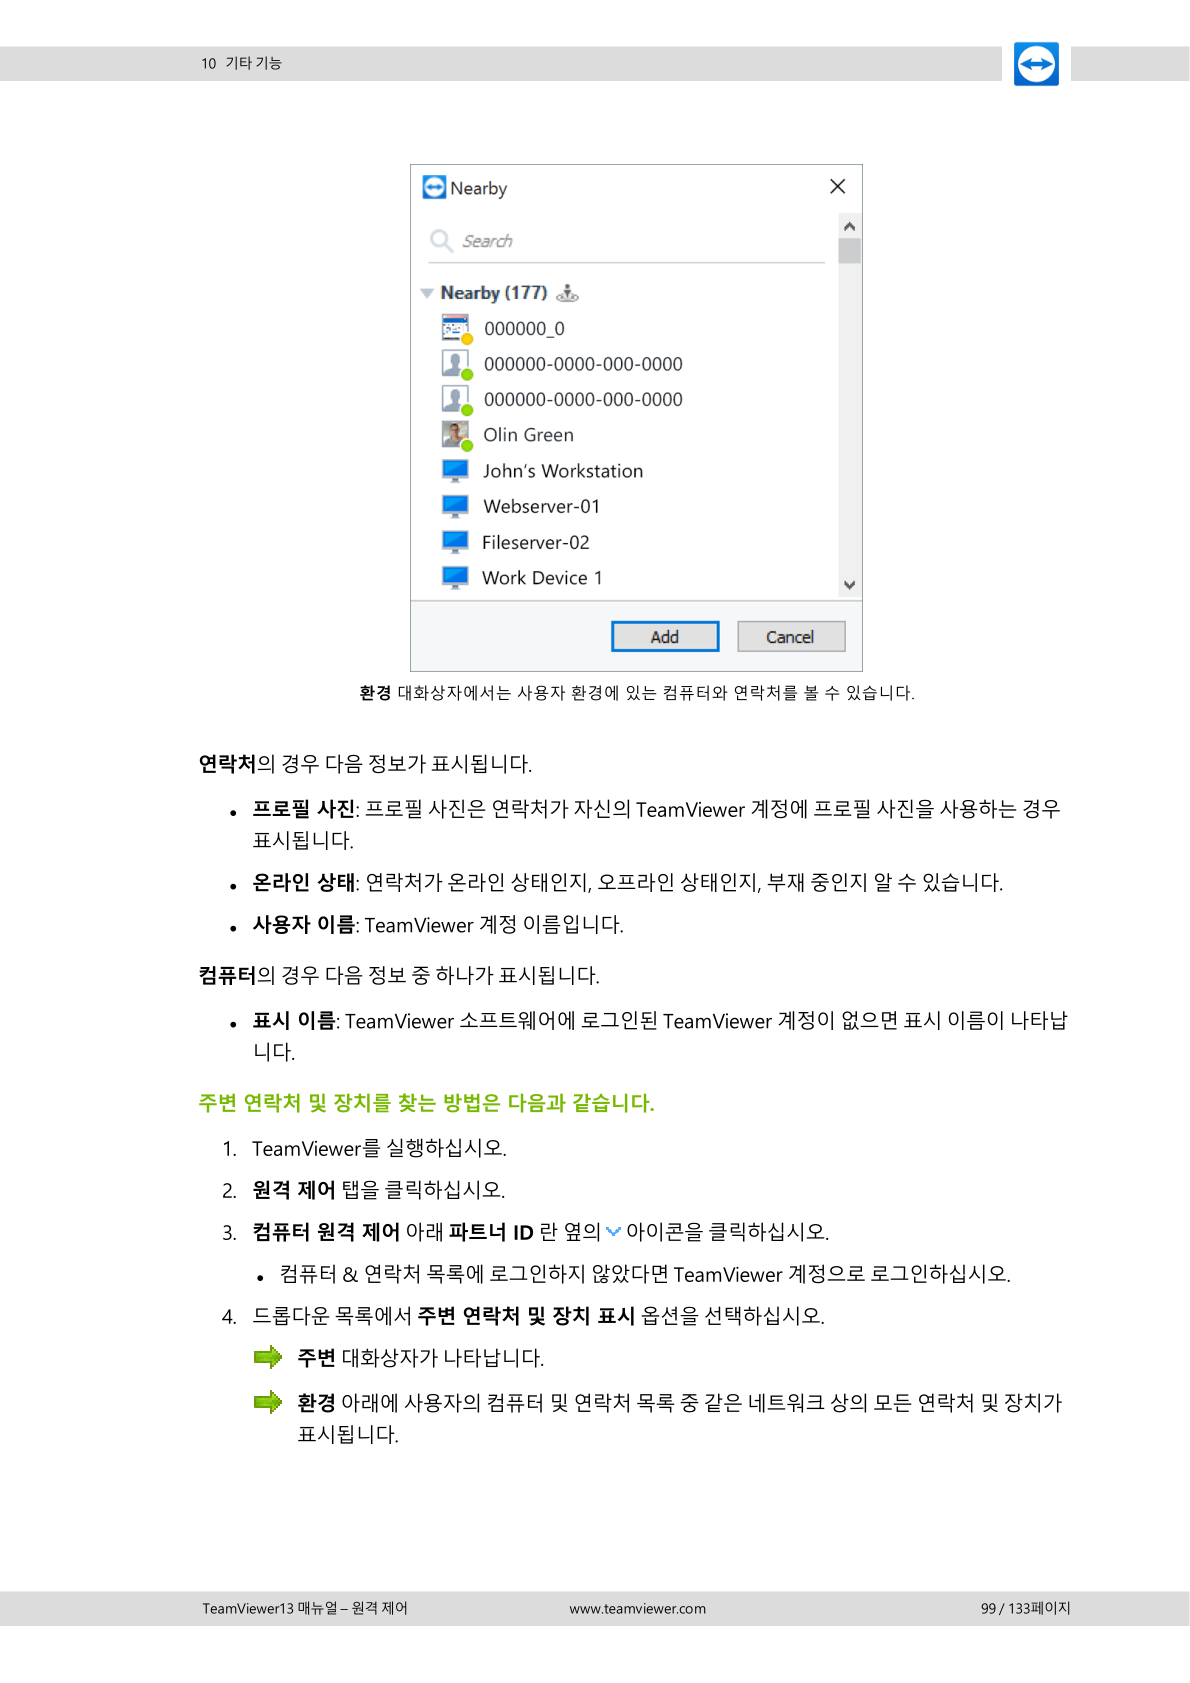 10 기타 기능
Nearby
Search
Nearby (177)
000000_0
000000-0000-000-0000
000000-0000-000-0000
Olin Green
John's Workstation
Webserver-01
Fileserver-02
Work Device 1
Add Cancel
환경 대화상자에서는 사용자 환경에 있는 컴퓨터와 연락처를 볼 수 있습니다.
연락처의 경우 다음 정보가 표시됩니다.
• 프로필 사진: 프로필 사진은 연락처가 자신의 TeamViewer 계정에 프로필 사진을 사용하는 경우
표시됩니다.
• 온라인 상태: 연락처가 온라인 상태인지, 오프라인 상태인지, 부재 중인지 알 수 있습니다.
• 사용자 이름: TeamViewer 계정 이름입니다.
컴퓨터의 경우 다음 정보 중 하나가 표시됩니다.
• 표시 이름: TeamViewer 소프트웨어에 로그인된 TeamViewer 계정이 없으면 표시 이름이 나타납
니다.
주변 연락처 및 장치를 찾는 방법은 다음과 같습니다.
1. TeamViewer를 실행하십시오.
2. 원격 제어 탭을 클릭하십시오.
3. 컴퓨터 원격 제어 아래 파트너 ID 란 옆의 아이콘을 클릭하십시오.
• 컴퓨터 & 연락처 목록에 로그인하지 않았다면 TeamViewer 계정으로 로그인하십시오.
4. 드롭다운 목록에서 주변 연락처 및 장치 표시 옵션을 선택하십시오.
주변 대화상자가 나타납니다.
환경 아래에 사용자의 컴퓨터 및 연락처 목록 중 같은 네트워크 상의 모든 연락처 및 장치가
표시됩니다.
TeamViewer13 매뉴얼 – 원격 제어 www.teamviewer.com 99 / 133페이지